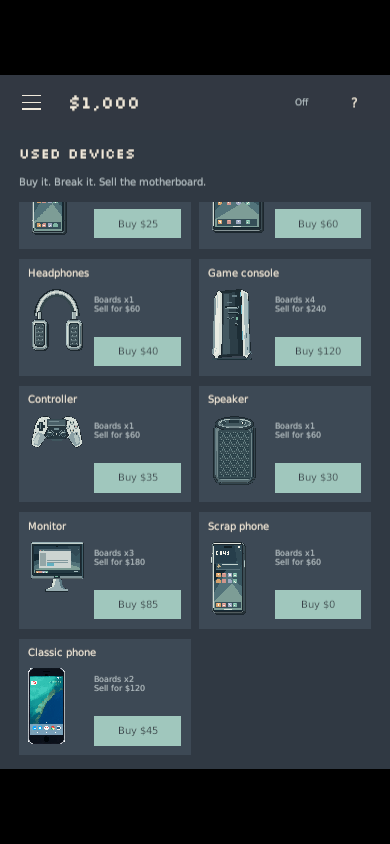 $1,000
Off
?
USED DEVICES
Buy it. Break it. Sell the motherboard.
Buy $25
Buy $60
Headphones
Boards x1
Sell for $60
Buy $40
Game console
Boards x4
Sell for $240
Buy $120
Controller
Boards x1
Sell for $60
Buy $35
Speaker
Boards x1
Sell for $60
Buy $30
Monitor
Boards x3
Sell for $180
Buy $85
Scrap phone
Boards x1
Sell for $60
Buy $0
Classic phone
Boards x2
Sell for $120
Buy $45